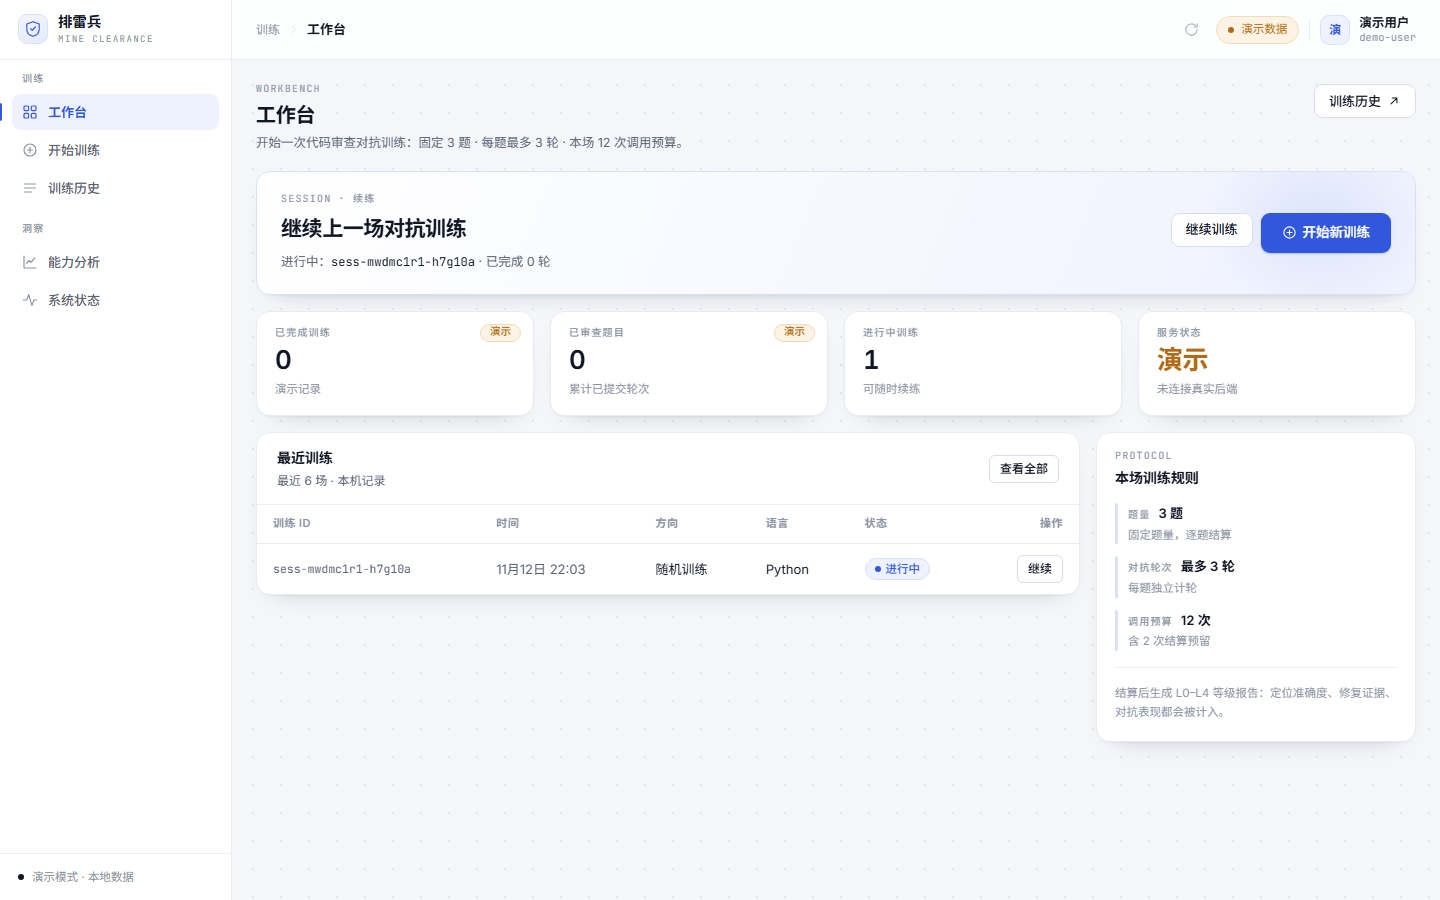 排雷兵
MINE CLEARANCE
训练
工作台
开始训练
训练历史
洞察
能力分析
系统状态
演示模式 · 本地数据
训练
工作台
演示数据
演
演示用户
demo-user
WORKBENCH
工作台
开始一次代码审查对抗训练：固定 3 题 · 每题最多 3 轮 · 本场 12 次调用预算。
训练历史
SESSION · 续练
继续上一场对抗训练
进行中：sess-mwdmc1r1-h7g10a · 已完成 0 轮
继续训练
开始新训练
已完成训练
演示
0
演示记录
已审查题目
演示
0
累计已提交轮次
进行中训练
1
可随时续练
服务状态
演示
未连接真实后端
最近训练
最近 6 场 · 本机记录
查看全部
训练 ID 时间 方向 语言 状态 操作
sess-mwdmc1r1-h7g10a 11月12日 22:03 随机训练 Python 进行中 继续
PROTOCOL
本场训练规则
题量 3 题
固定题量，逐题结算
对抗轮次 最多 3 轮
每题独立计轮
调用预算 12 次
含 2 次结算预留
结算后生成 L0–L4 等级报告：定位准确度、修复证据、
对抗表现都会被计入。